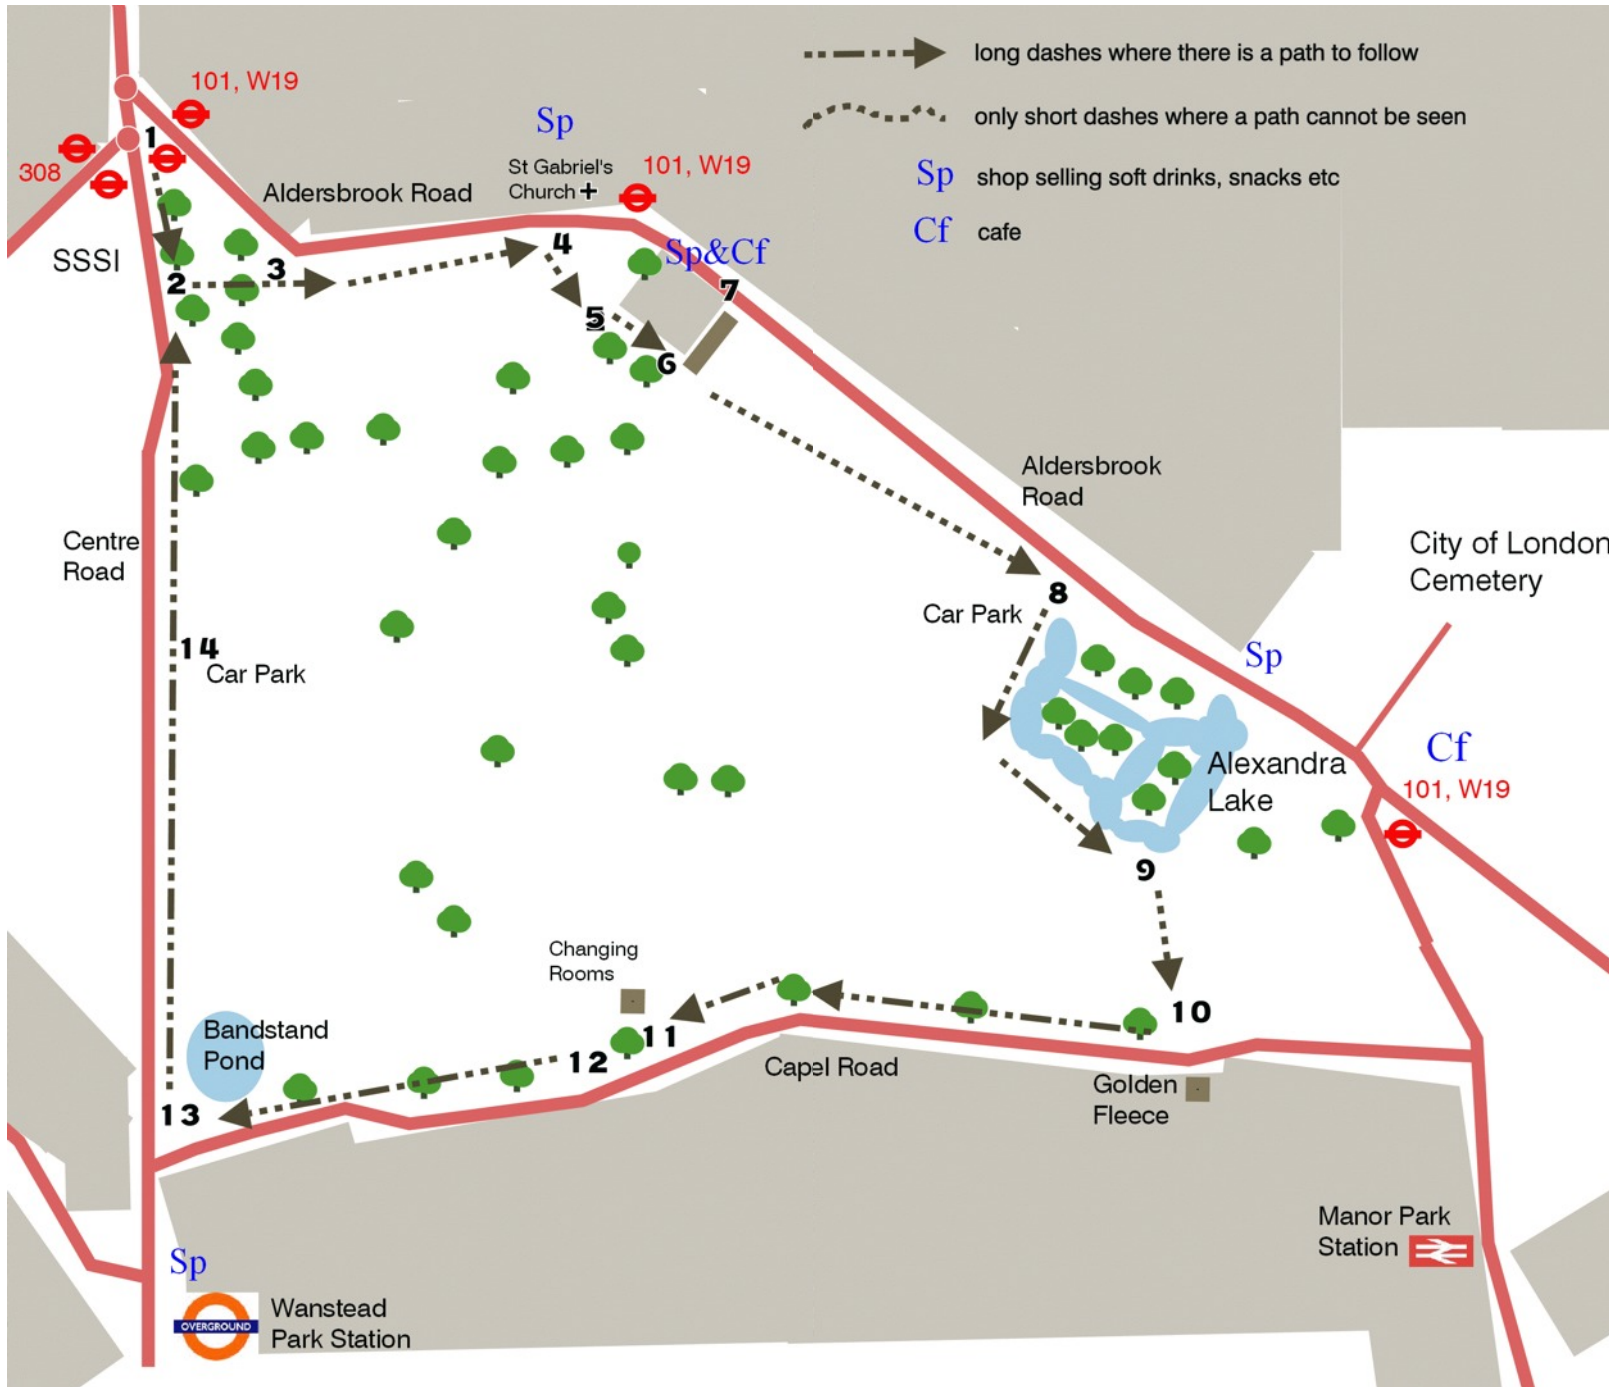 101, W19
long dashes where there is a path to follow
Sp
only short dashes where a path cannot be seen
1
308
St Gabriel's
Church
101, W19
Sp
shop selling soft drinks, snacks etc
Aldersbrook Road
Cf
cafe
SSSI
2
3
4
Sp&Cf
7
5
6
Aldersbrook
Road
Centre
Road
City of London
Cemetery
8
Car Park
14
Car Park
Sp
Cf
Alexandra
Lake
101, W19
9
Changing
Rooms
10
11
Bandstand
Pond
12
Capel Road
Golden
Fleece
13
Manor Park
Station
Sp
OVERGROUND
Wanstead
Park Station